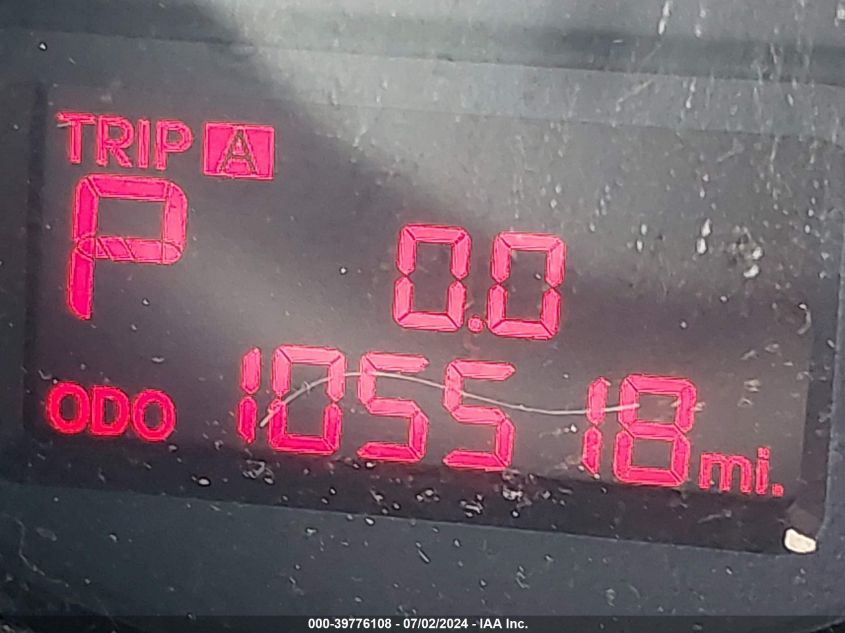 TRIP A
P 0.0
ODO 105518 mi.
000-39776108 - 07/02/2024 - IAA Inc.